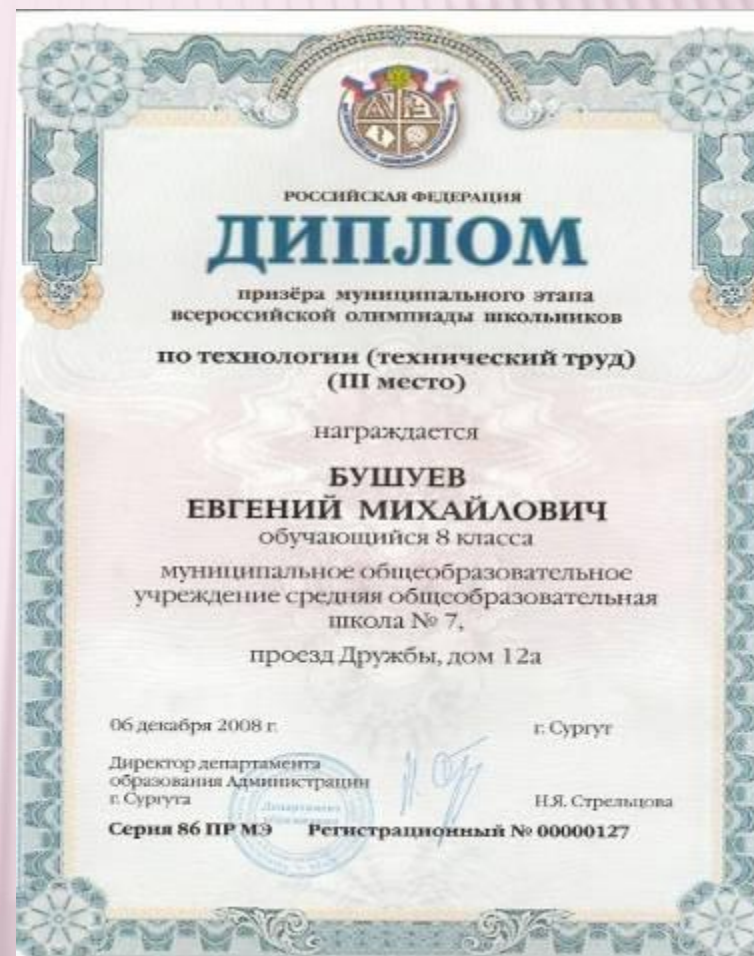 РОССИЙСКАЯ ФЕДЕРАЦИЯ
ДИПЛОМ
призёра муниципального этапа
всероссийской олимпиады школьников
по технологии (технический труд)
(III место)
награждается
БУШУЕВ
ЕВГЕНИЙ МИХАЙЛОВИЧ
обучающийся 8 класса
муниципальное общеобразовательное
учреждение средняя общеобразовательная
школа № 7,
проезд Дружбы, дом 12а
06 декабря 2008 г.
г. Сургут
Директор департамента
образования Администрации
г. Сургута
Н.Я. Стрельцова
Департамент
образования
Серия 86 ПР МЭ Регистрационный № 00000127